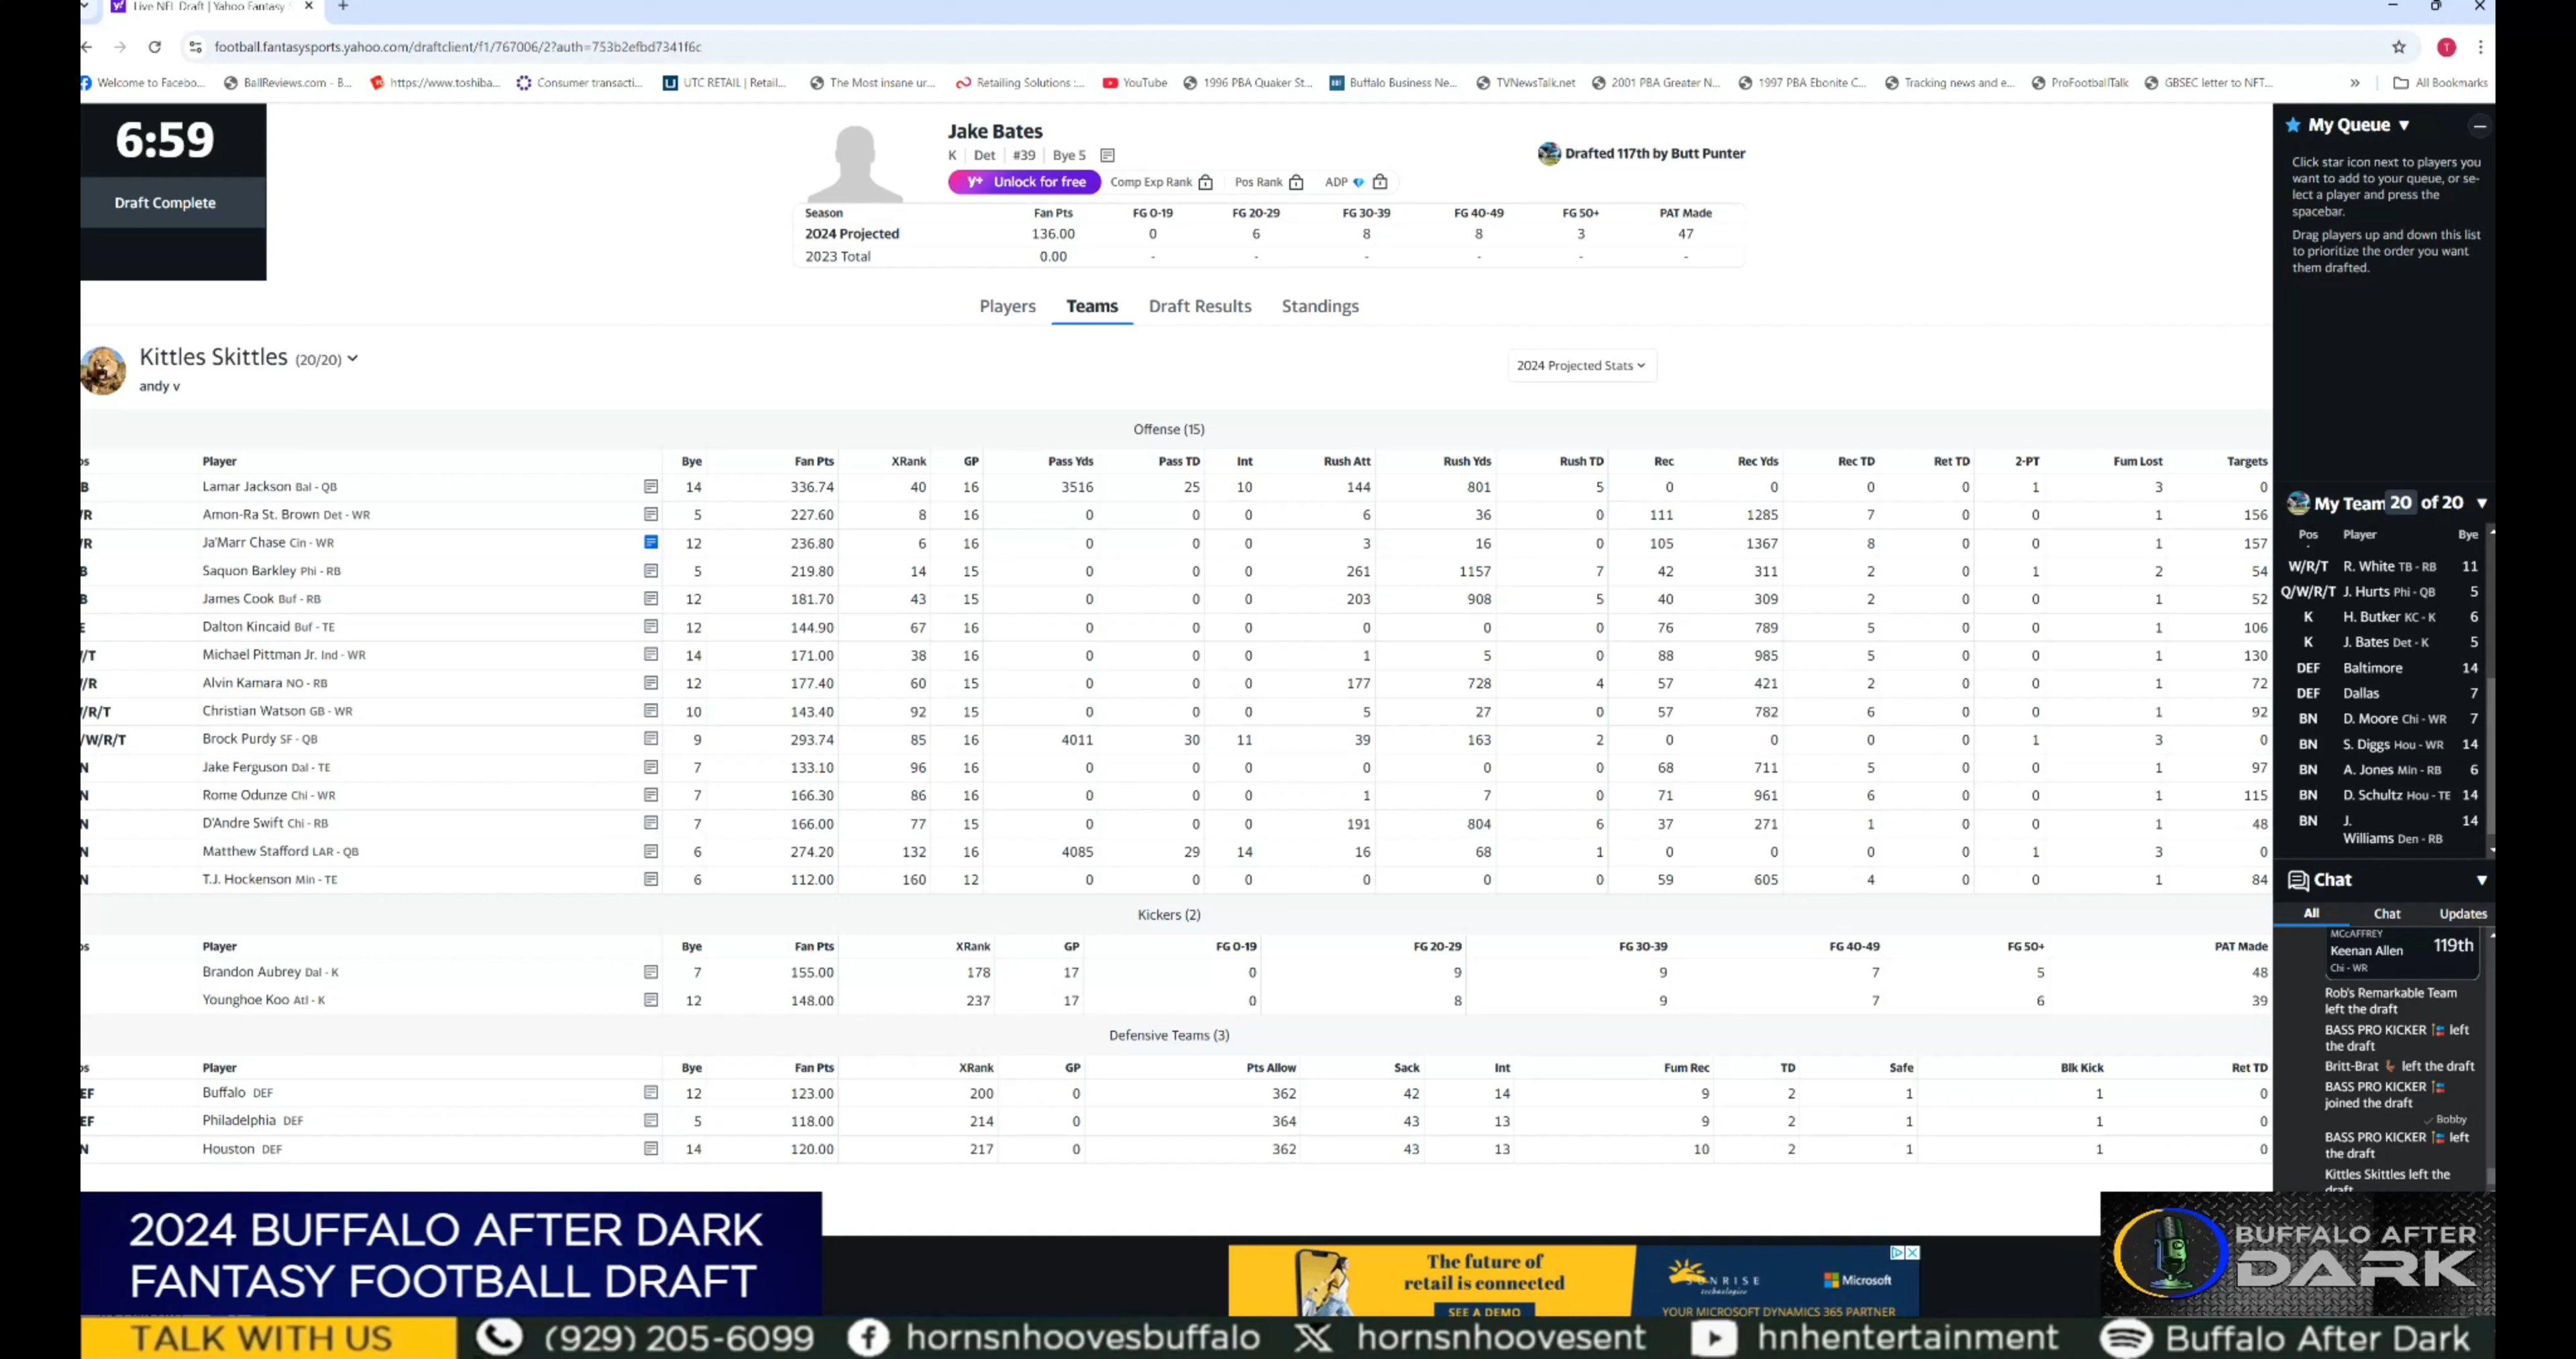 Live NFL Draft | Yahoo Fantasy
football.fantasysports.yahoo.com/draftclient/f1/767006/2?auth=753b2efbd7341f6c
Welcome to Facebo... BallReviews.com - B... https://www.toshiba... Consumer transacti... UTC RETAIL | Retail... The Most insane ur... Retailing Solutions :... YouTube 1996 PBA Quaker St... Buffalo Business Ne... TVNewsTalk.net 2001 PBA Greater N... 1997 PBA Ebonite C... Tracking news and e... ProFootballTalk GBSEC letter to NFT... » All Bookmarks
6:59
Draft Complete
Jake Bates
K Det #39 Bye 5
Drafted 117th by Butt Punter
y+ Unlock for free Comp Exp Rank Pos Rank ADP
Season Fan Pts FG 0-19 FG 20-29 FG 30-39 FG 40-49 FG 50+ PAT Made
2024 Projected 136.00 0 6 8 8 3 47
2023 Total 0.00 - - - - - -
Players Teams Draft Results Standings
Kittles Skittles (20/20)
andy v
2024 Projected Stats
Offense (15)
os Player Bye Fan Pts XRank GP Pass Yds Pass TD Int Rush Att Rush Yds Rush TD Rec Rec Yds Rec TD Ret TD 2-PT Fum Lost Targets
B Lamar Jackson Bal - QB 14 336.74 40 16 3516 25 10 144 801 5 0 0 0 0 1 3 0
/R Amon-Ra St. Brown Det - WR 5 227.60 8 16 0 0 0 6 36 0 111 1285 7 0 0 1 156
/R Ja'Marr Chase Cin - WR 12 236.80 6 16 0 0 0 3 16 0 105 1367 8 0 0 1 157
B Saquon Barkley Phi - RB 5 219.80 14 15 0 0 0 261 1157 7 42 311 2 0 1 2 54
B James Cook Buf - RB 12 181.70 43 15 0 0 0 203 908 5 40 309 2 0 0 1 52
E Dalton Kincaid Buf - TE 12 144.90 67 16 0 0 0 0 0 0 76 789 5 0 0 1 106
/T Michael Pittman Jr. Ind - WR 14 171.00 38 16 0 0 0 1 5 0 88 985 5 0 0 1 130
/R Alvin Kamara NO - RB 12 177.40 60 15 0 0 0 177 728 4 57 421 2 0 0 1 72
/R/T Christian Watson GB - WR 10 143.40 92 15 0 0 0 5 27 0 57 782 6 0 0 1 92
/W/R/T Brock Purdy SF - QB 9 293.74 85 16 4011 30 11 39 163 2 0 0 0 0 1 3 0
N Jake Ferguson Dal - TE 7 133.10 96 16 0 0 0 0 0 0 68 711 5 0 0 1 97
N Rome Odunze Chi - WR 7 166.30 86 16 0 0 0 1 7 0 71 961 6 0 0 1 115
N D'Andre Swift Chi - RB 7 166.00 77 15 0 0 0 191 804 6 37 271 1 0 0 1 48
N Matthew Stafford LAR - QB 6 274.20 132 16 4085 29 14 16 68 1 0 0 0 0 1 3 0
N T.J. Hockenson Min - TE 6 112.00 160 12 0 0 0 0 0 0 59 605 4 0 0 1 84
Kickers (2)
os Player Bye Fan Pts XRank GP FG 0-19 FG 20-29 FG 30-39 FG 40-49 FG 50+ PAT Made
Brandon Aubrey Dal - K 7 155.00 178 17 0 9 9 7 5 48
Younghoe Koo Atl - K 12 148.00 237 17 0 8 9 7 6 39
Defensive Teams (3)
os Player Bye Fan Pts XRank GP Pts Allow Sack Int Fum Rec TD Safe Blk Kick Ret TD
EF Buffalo DEF 12 123.00 200 0 362 42 14 9 2 1 1 0
EF Philadelphia DEF 5 118.00 214 0 364 43 13 9 2 1 1 0
N Houston DEF 14 120.00 217 0 362 43 13 10 2 1 1 0
My Queue ▼
Click star icon next to players you
want to add to your queue, or se-
lect a player and press the
spacebar.
Drag players up and down this list
to prioritize the order you want
them drafted.
My Team 20 of 20 ▼
Pos Player Bye
W/R/T R. White TB - RB 11
Q/W/R/T J. Hurts Phi - QB 5
K H. Butker KC - K 6
K J. Bates Det - K 5
DEF Baltimore 14
DEF Dallas 7
BN D. Moore Chi - WR 7
BN S. Diggs Hou - WR 14
BN A. Jones Min - RB 6
BN D. Schultz Hou - TE 14
BN J. 14
Williams Den - RB
Chat ▼
All Chat Updates
MCCAFFREY
Keenan Allen 119th
Chi - WR
Rob's Remarkable Team
left the draft
BASS PRO KICKER left
the draft
Britt-Brat left the draft
BASS PRO KICKER
joined the draft
Bobby
BASS PRO KICKER left
the draft
Kittles Skittles left the
draft
2024 BUFFALO AFTER DARK
FANTASY FOOTBALL DRAFT
The future of
retail is connected
SEE A DEMO
SUNRISE
technologies
Microsoft
YOUR MICROSOFT DYNAMICS 365 PARTNER
BUFFALO AFTER
DARK
TALK WITH US (929) 205-6099 hornsnhoovesbuffalo hornsnhoovesent hnhentertainment Buffalo After Dark